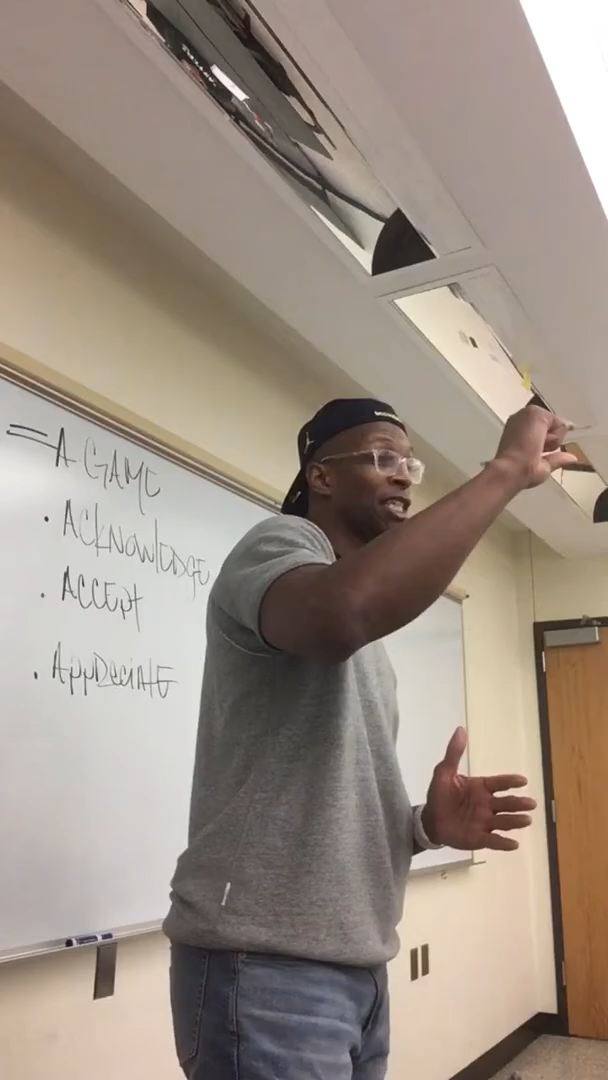 = A GAME
• ACKNOWLEDGE
• ACCEPT
• APPRECIATE